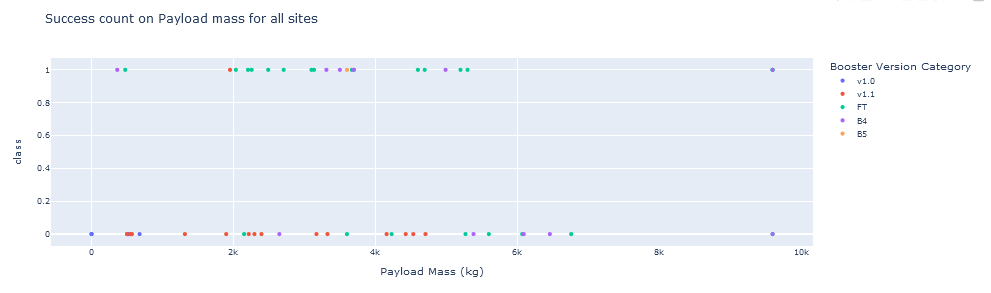 Success count on Payload mass for all sites
Booster Version Category
v1.0
v1.1
FT
B4
B5
class
1
0.8
0.6
0.4
0.2
0
0 2k 4k 6k 8k 10k
Payload Mass (kg)